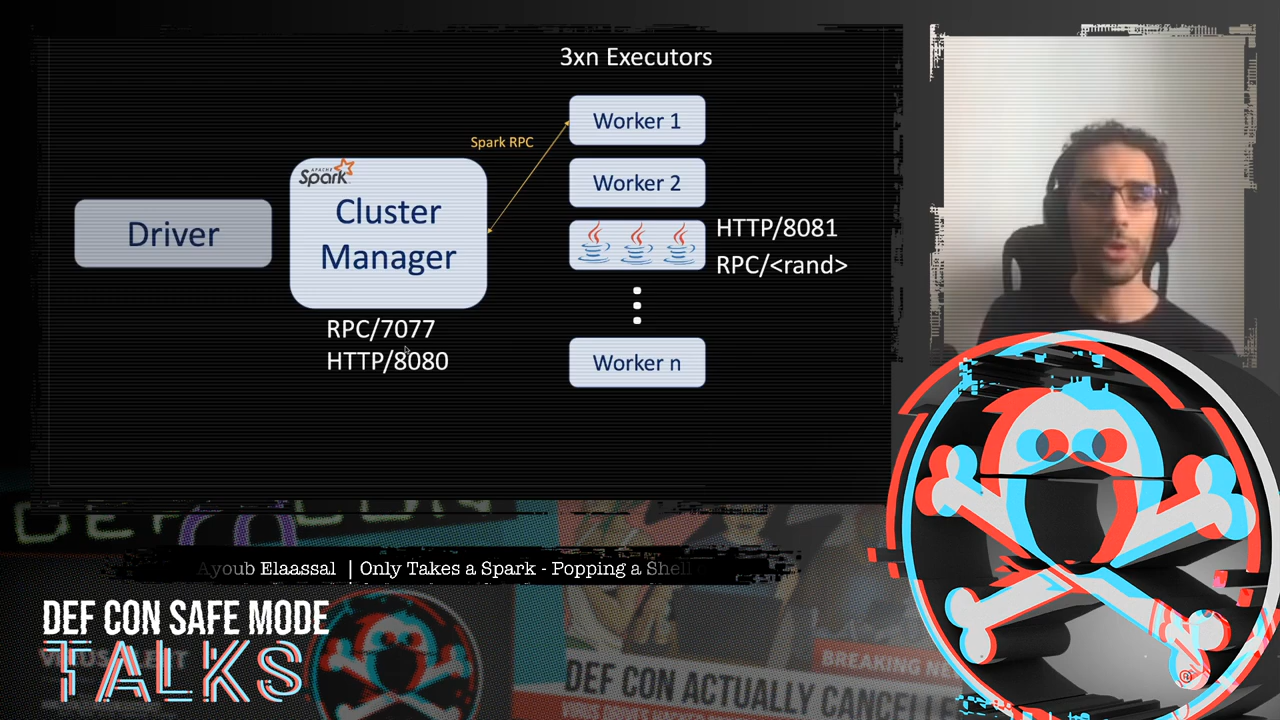 3xn Executors
Worker 1
Spark RPC
APACHE
Spark
Worker 2
Cluster
Manager
Driver
HTTP/8081
RPC/<rand>
RPC/7077
HTTP/8080
Worker n
DEF CON
Ayoub Elaassal | Only Takes a Spark - Popping a Shell
DEF CON SAFE MODE
TALKS
BREAKING NE
DEF CON ACTUALLY CANCELLE
®